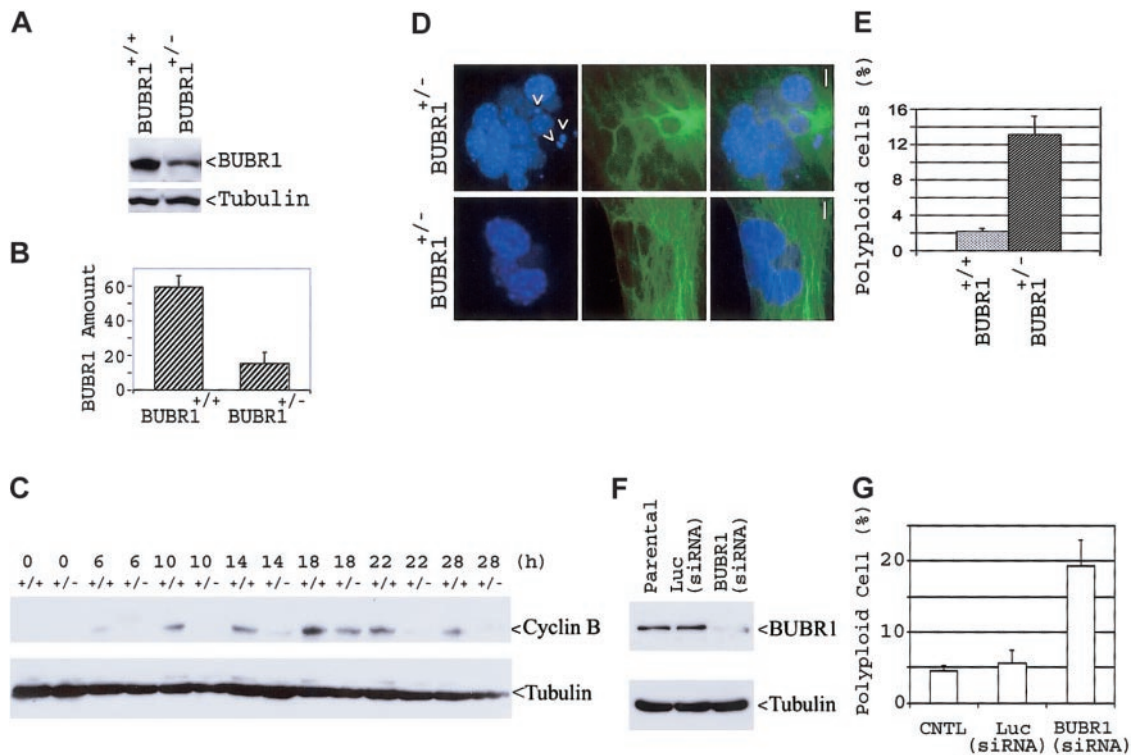 A
+/+
BUBR1
+/-
BUBR1
<BUBR1
<Tubulin
B
BUBR1 Amount
60
40
20
0
BUBR1+/+
BUBR1+/-
C
0 0 6 6 10 10 14 14 18 18 22 22 28 28 (h)
+/+ +/- +/+ +/- +/+ +/- +/+ +/- +/+ +/- +/+ +/- +/+ +/-
<Cyclin B
<Tubulin
D
BUBR1+/-
BUBR1+/-
E
Polyploid cells (%)
16
12
8
4
2
0
+/+
BUBR1
+/-
BUBR1
F
Parental
Luc
(siRNA)
BUBR1
(siRNA)
<BUBR1
<Tubulin
G
Polyploid Cell (%)
20
10
0
CNTL
Luc
(siRNA)
BUBR1
(siRNA)